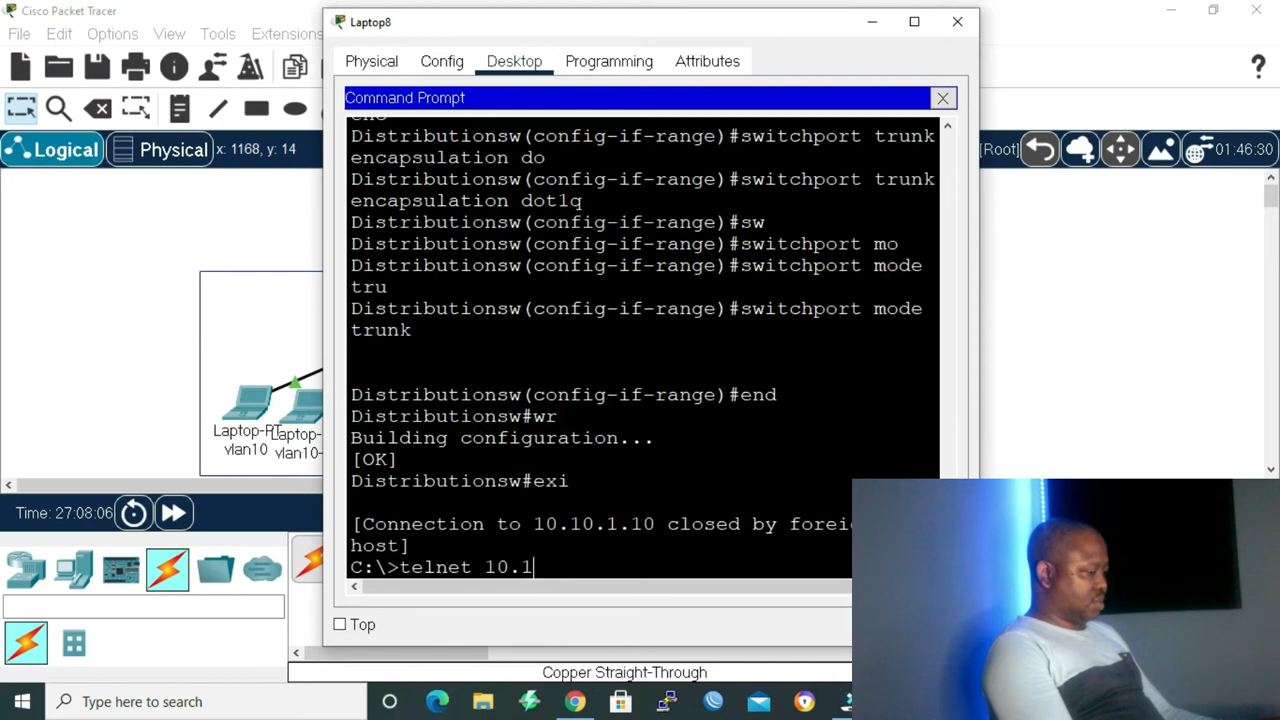 Cisco Packet Tracer
File Edit Options View Tools Extensions
Logical Physical x: 1168, y: 14
[Root] 01:46:30
Laptop8
Physical Config Desktop Programming Attributes
Command Prompt
Distributionsw(config-if-range)#switchport trunk
encapsulation do
Distributionsw(config-if-range)#switchport trunk
encapsulation dot1q
Distributionsw(config-if-range)#sw
Distributionsw(config-if-range)#switchport mo
Distributionsw(config-if-range)#switchport mode
tru
Distributionsw(config-if-range)#switchport mode
trunk
Distributionsw(config-if-range)#end
Distributionsw#wr
Building configuration...
[OK]
Distributionsw#exi
[Connection to 10.10.1.10 closed by forei
host]
C:\>telnet 10.1
Top
Laptop-
vlan10
Laptop-
vlan10-
Time: 27:08:06
Copper Straight-Through
Type here to search